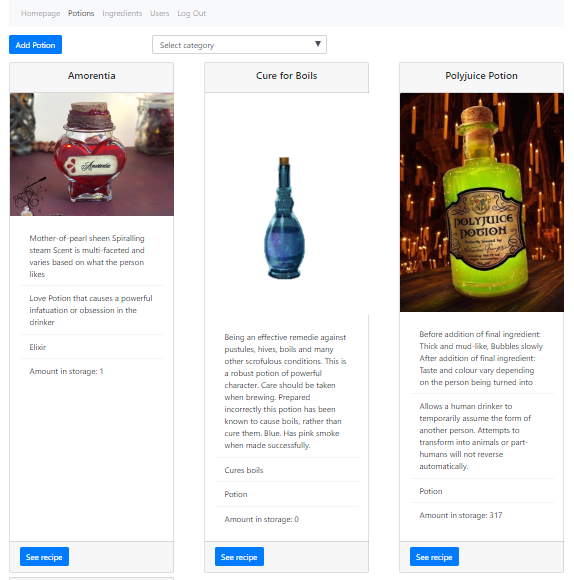 Homepage Potions Ingredients Users Log Out
Add Potion
Select category
Amorentia
Amorentia
Mother-of-pearl sheen Spiralling
steam Scent is multi-faceted and
varies based on what the person
likes
Love Potion that causes a powerful
infatuation or obsession in the
drinker
Elixir
Amount in storage: 1
See recipe
Cure for Boils
Being an effective remedie against
pustules, hives, boils and many
other scrofulous conditions. This is
a robust potion of powerful
character. Care should be taken
when brewing. Prepared
incorrectly this potion has been
known to cause boils, rather than
cure them. Blue. Has pink smoke
when made successfully.
Cures boils
Potion
Amount in storage: 0
See recipe
Polyjuice Potion
POLYJUICE
POTION
Before addition of final ingredient:
Thick and mud-like, Bubbles slowly
After addition of final ingredient:
Taste and colour vary depending
on the person being turned into
Allows a human drinker to
temporarily assume the form of
another person. Attempts to
transform into animals or part-
humans will not reverse
automatically.
Potion
Amount in storage: 317
See recipe